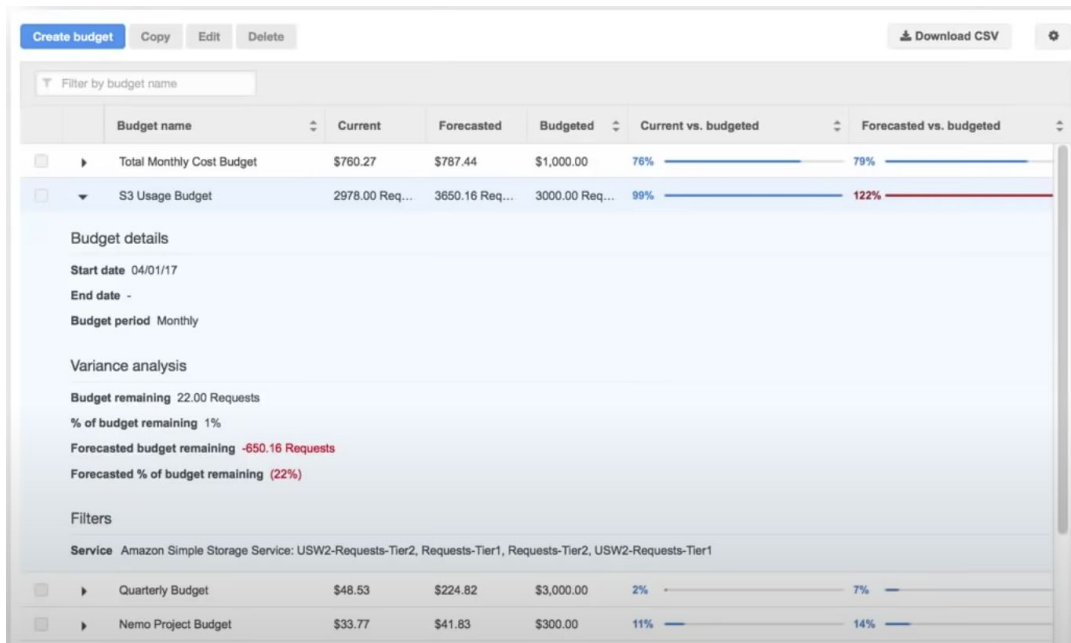 Create budget Copy Edit Delete Download CSV
Filter by budget name
Budget name Current Forecasted Budgeted Current vs. budgeted Forecasted vs. budgeted
Total Monthly Cost Budget $760.27 $787.44 $1,000.00 76% 79%
S3 Usage Budget 2978.00 Req... 3650.16 Req... 3000.00 Req... 99% 122%
Budget details
Start date 04/01/17
End date -
Budget period Monthly
Variance analysis
Budget remaining 22.00 Requests
% of budget remaining 1%
Forecasted budget remaining -650.16 Requests
Forecasted % of budget remaining (22%)
Filters
Service Amazon Simple Storage Service: USW2-Requests-Tier2, Requests-Tier1, Requests-Tier2, USW2-Requests-Tier1
Quarterly Budget $48.53 $224.82 $3,000.00 2% 7%
Nemo Project Budget $33.77 $41.83 $300.00 11% 14%